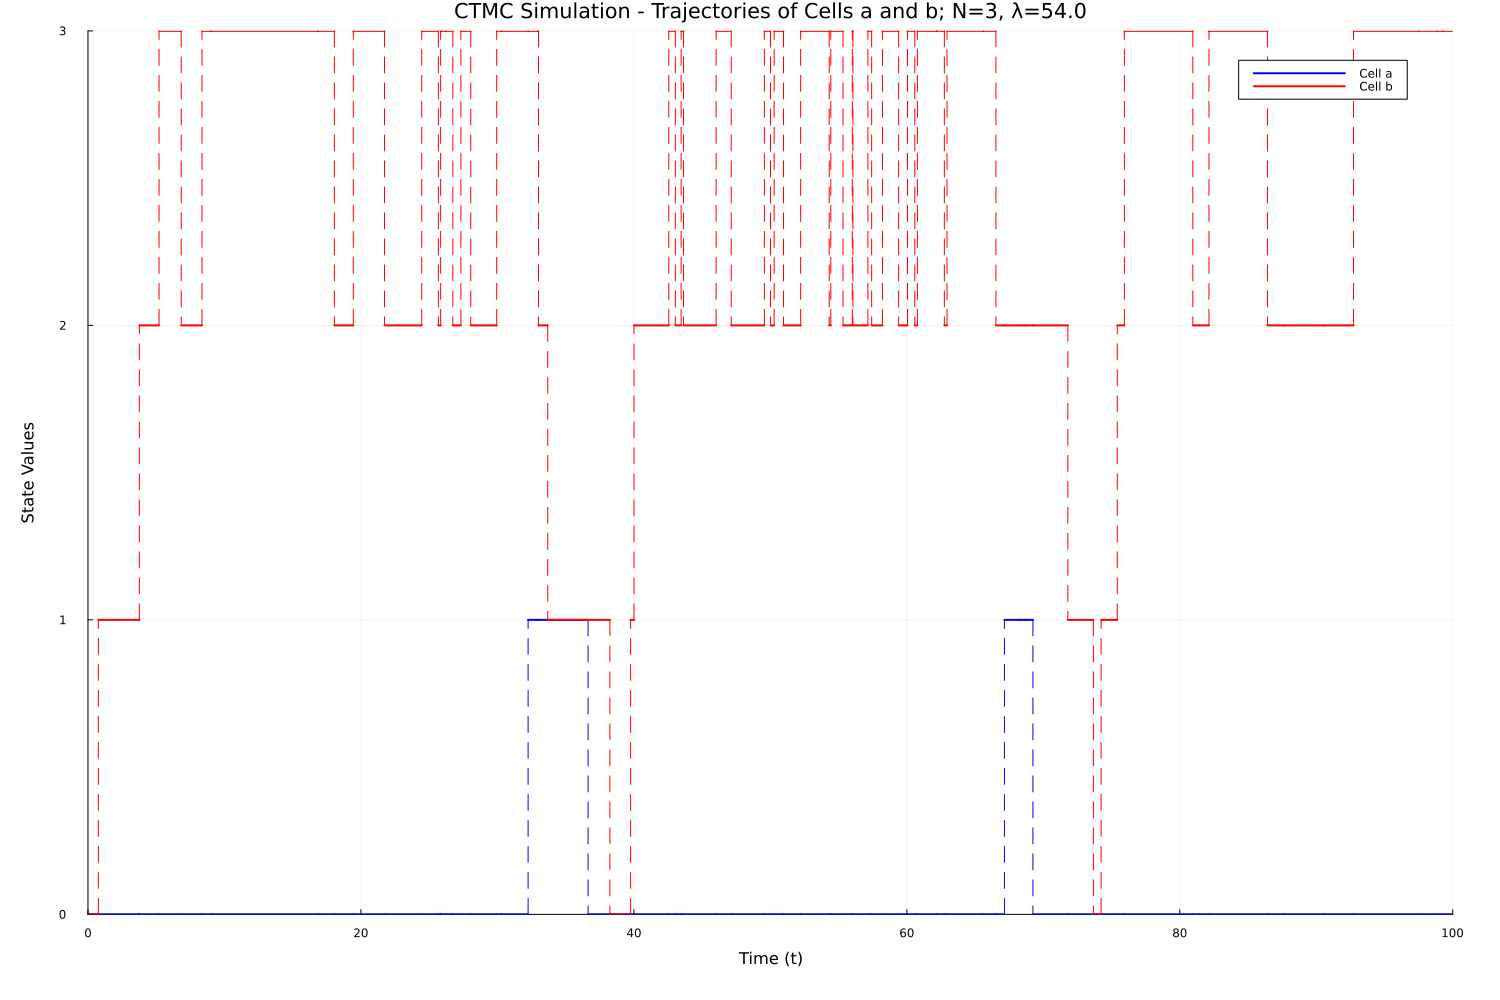 CTMC Simulation - Trajectories of Cells a and b; N=3, λ=54.0
3
Cell a
Cell b
2
State Values
1
0
0 20 40 60 80 100
Time (t)